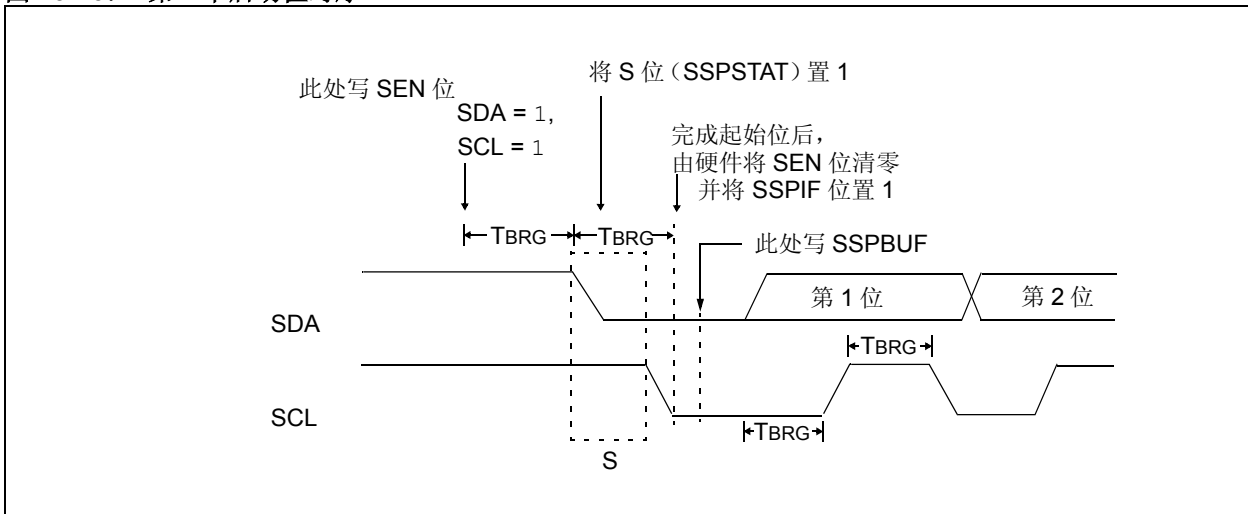 此处写 SEN 位
SDA = 1,
SCL = 1
将 S 位（SSPSTAT）置 1
完成起始位后，
由硬件将 SEN 位清零
并将 SSPIF 位置 1
TBRG
TBRG
此处写 SSPBUF
SDA
第 1 位
第 2 位
TBRG
SCL
TBRG
S